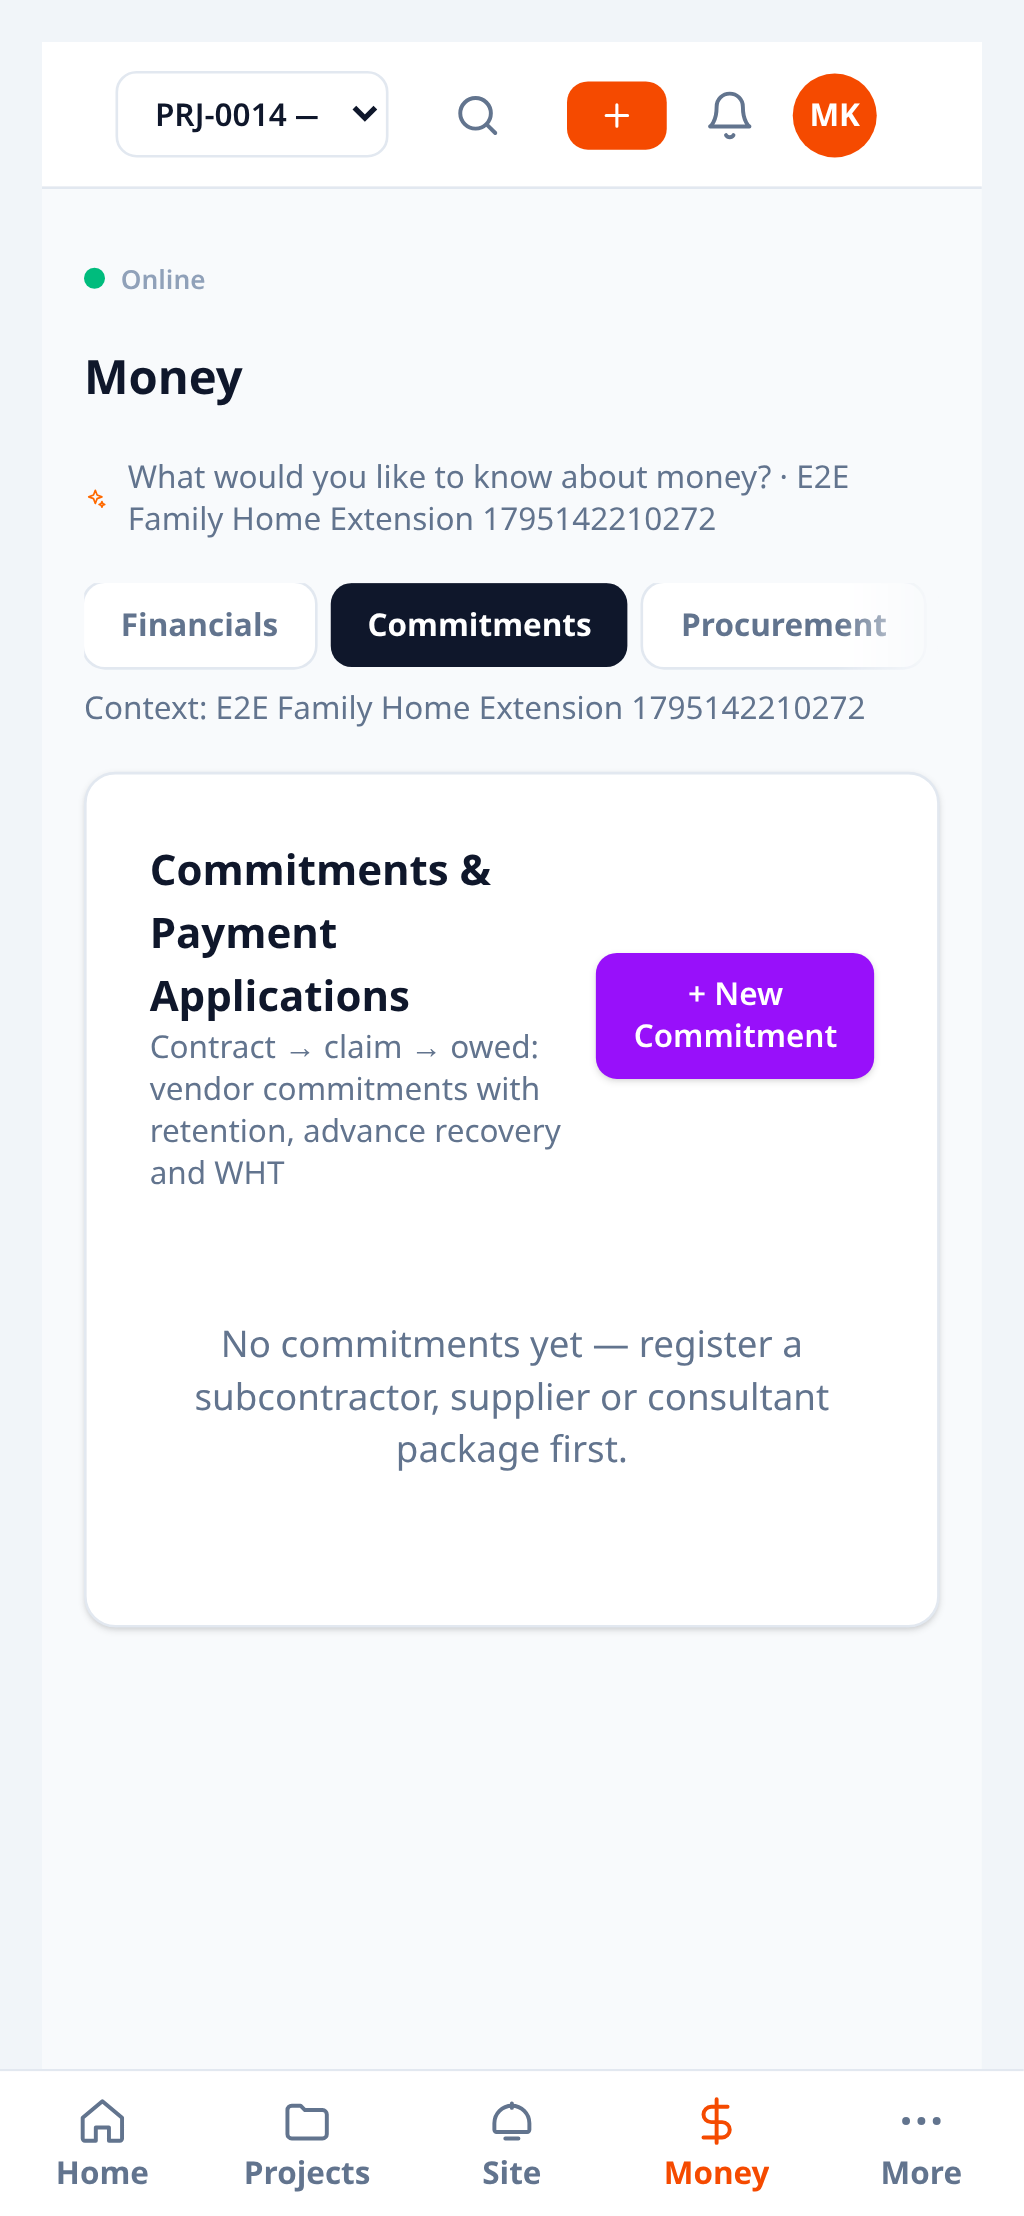 PRJ-0014 —
MK
Online
Money
What would you like to know about money? · E2E
Family Home Extension 1795142210272
Financials
Commitments
Procurement
Context: E2E Family Home Extension 1795142210272
Commitments &
Payment
Applications
Contract → claim → owed:
vendor commitments with
retention, advance recovery
and WHT
+ New
Commitment
No commitments yet — register a
subcontractor, supplier or consultant
package first.
Home
Projects
Site
Money
More